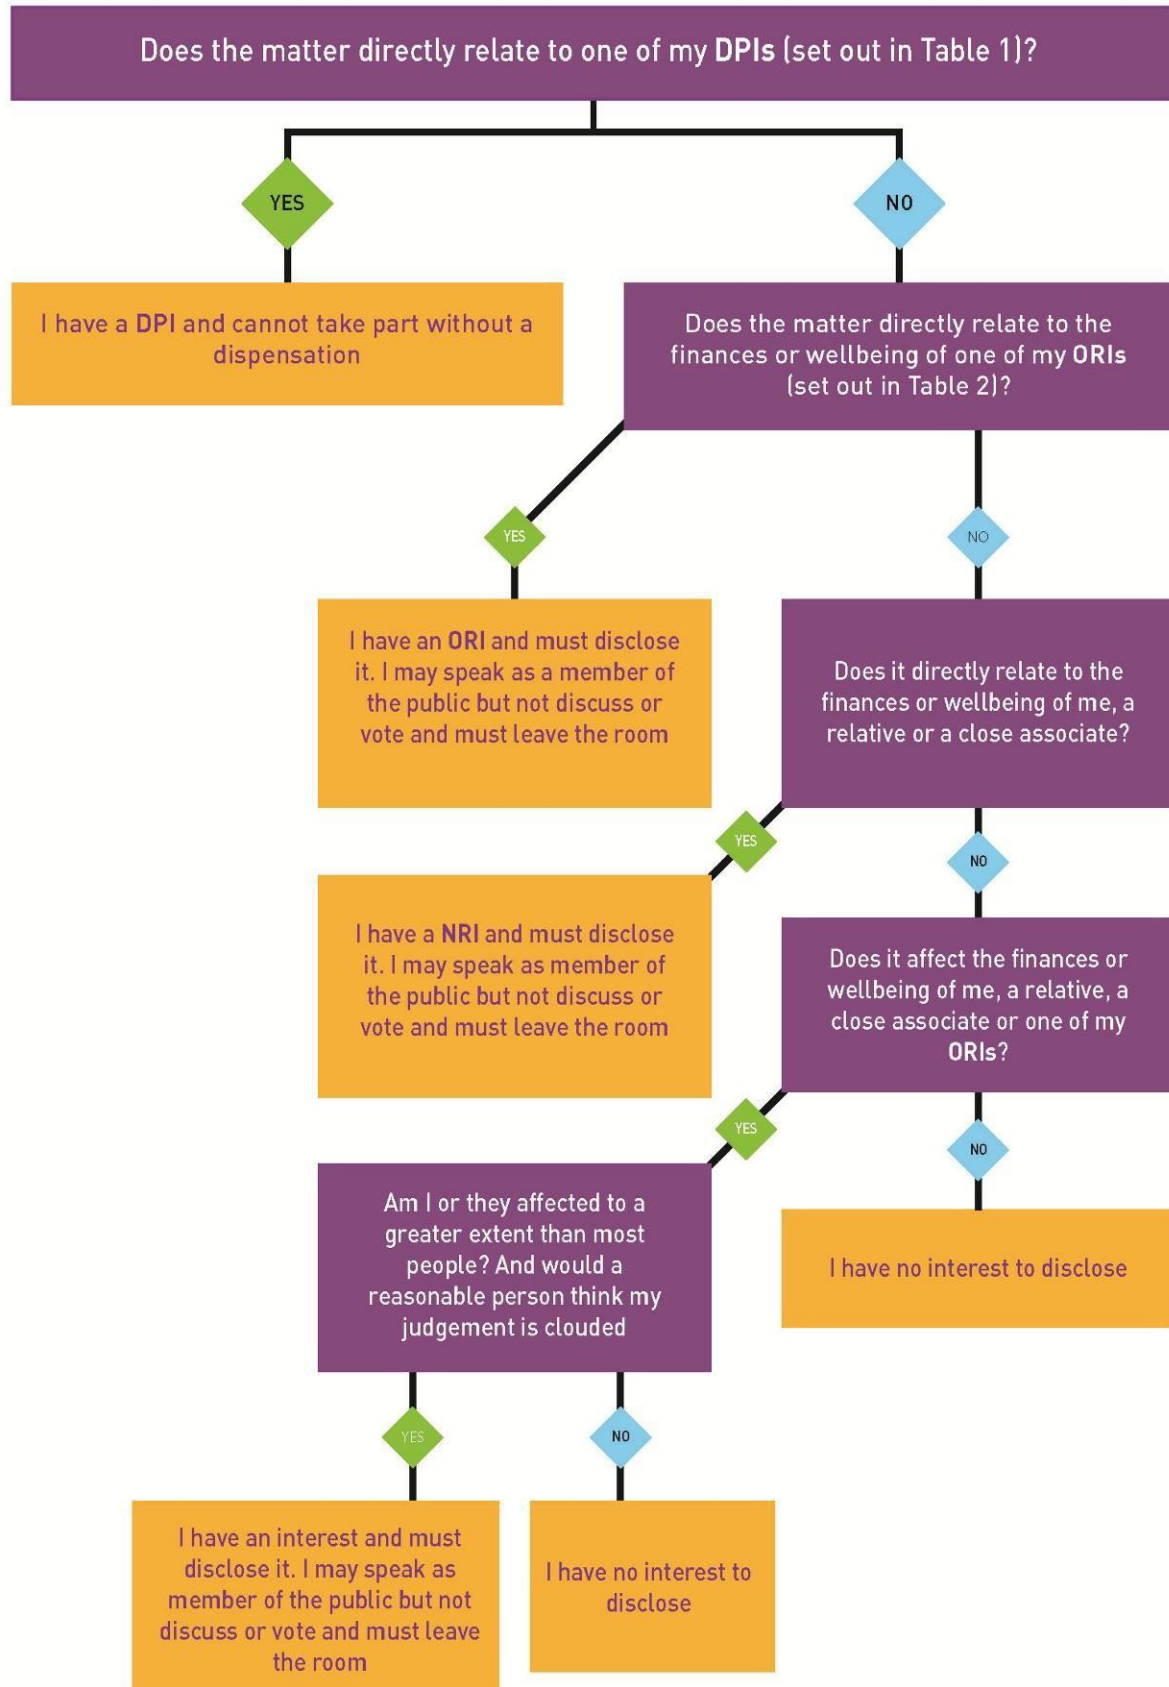 Does the matter directly relate to one of my DPIs (set out in Table 1)?
YES
NO
I have a DPI and cannot take part without a
dispensation
Does the matter directly relate to the
finances or wellbeing of one of my ORIs
(set out in Table 2)?
YES
NO
I have an ORI and must disclose
it. I may speak as a member of
the public but not discuss or
vote and must leave the room
Does it directly relate to the
finances or wellbeing of me, a
relative or a close associate?
YES
NO
I have a NRI and must disclose
it. I may speak as member of
the public but not discuss or
vote and must leave the room
Does it affect the finances or
wellbeing of me, a relative, a
close associate or one of my
ORIs?
YES
NO
Am I or they affected to a
greater extent than most
people? And would a
reasonable person think my
judgement is clouded
I have no interest to disclose
YES
NO
I have an interest and must
disclose it. I may speak as
member of the public but not
discuss or vote and must leave
the room
I have no interest to
disclose